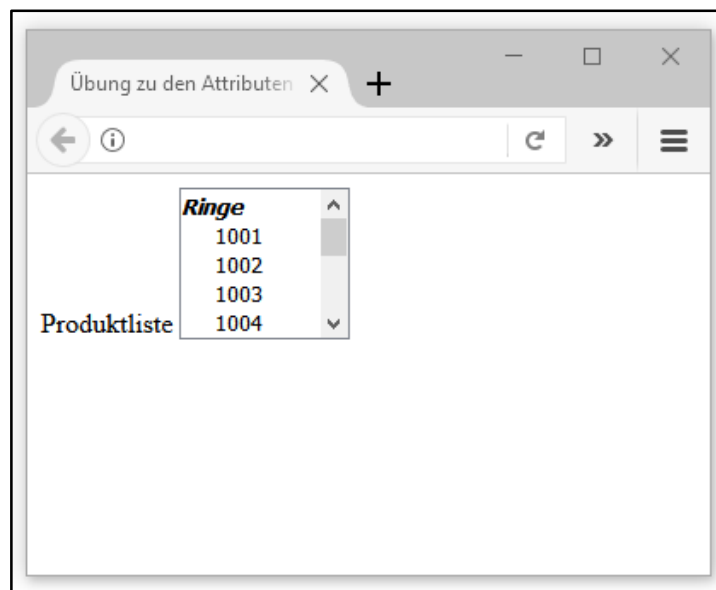 Übung zu den Attributen
Ringe
1001
1002
1003
Produktliste 1004